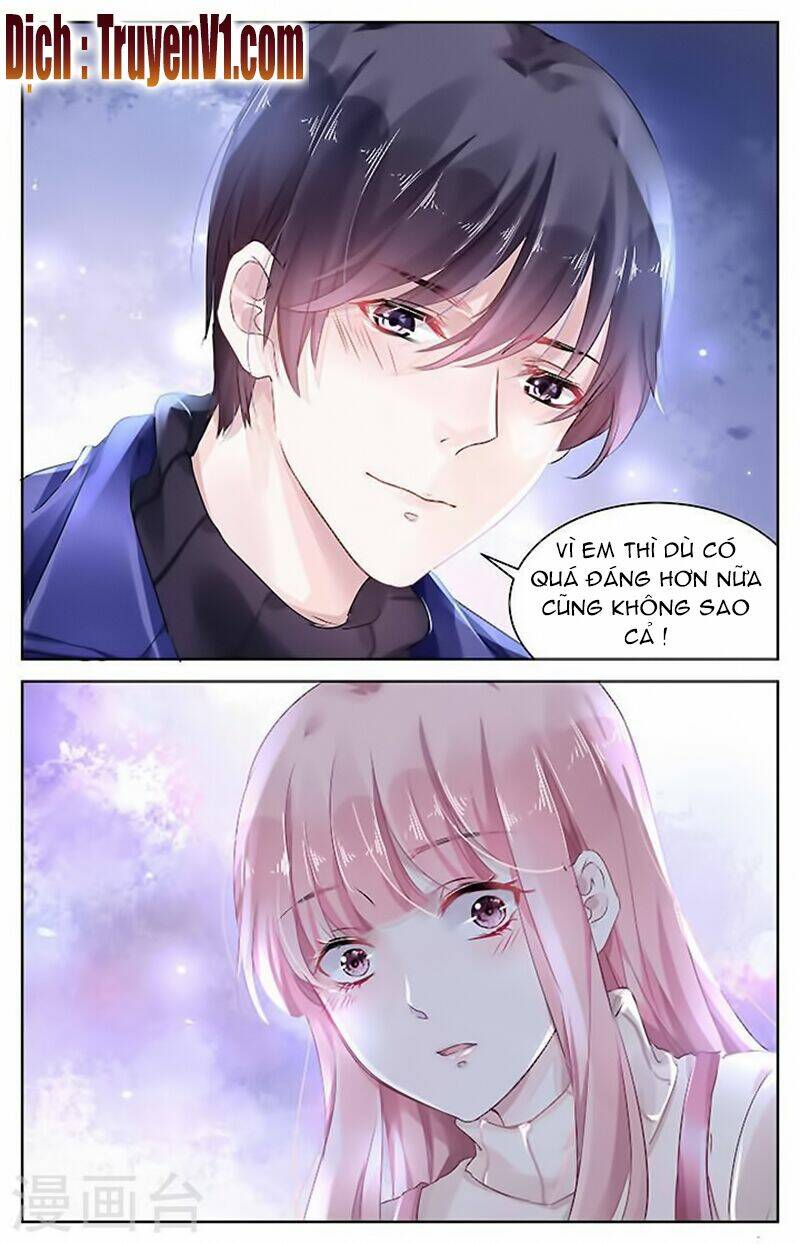 Dịch : TruyenV1.com
VÌ EM THÌ DÙ CÓ
QUÁ ĐÁNG HƠN NỮA
CŨNG KHÔNG SAO
CẢ !
漫画台